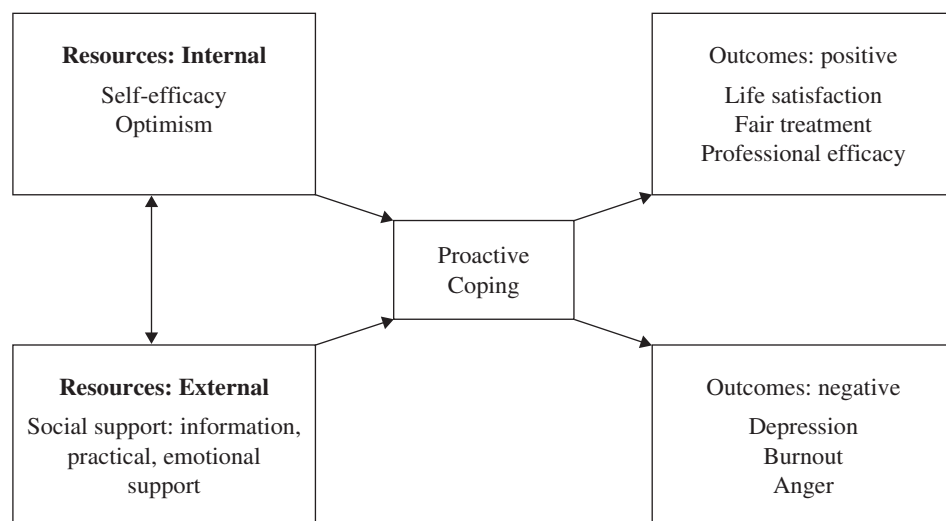 Resources: Internal
Self-efficacy
Optimism
Outcomes: positive
Life satisfaction
Fair treatment
Professional efficacy
Proactive
Coping
Resources: External
Social support: information,
practical, emotional
support
Outcomes: negative
Depression
Burnout
Anger